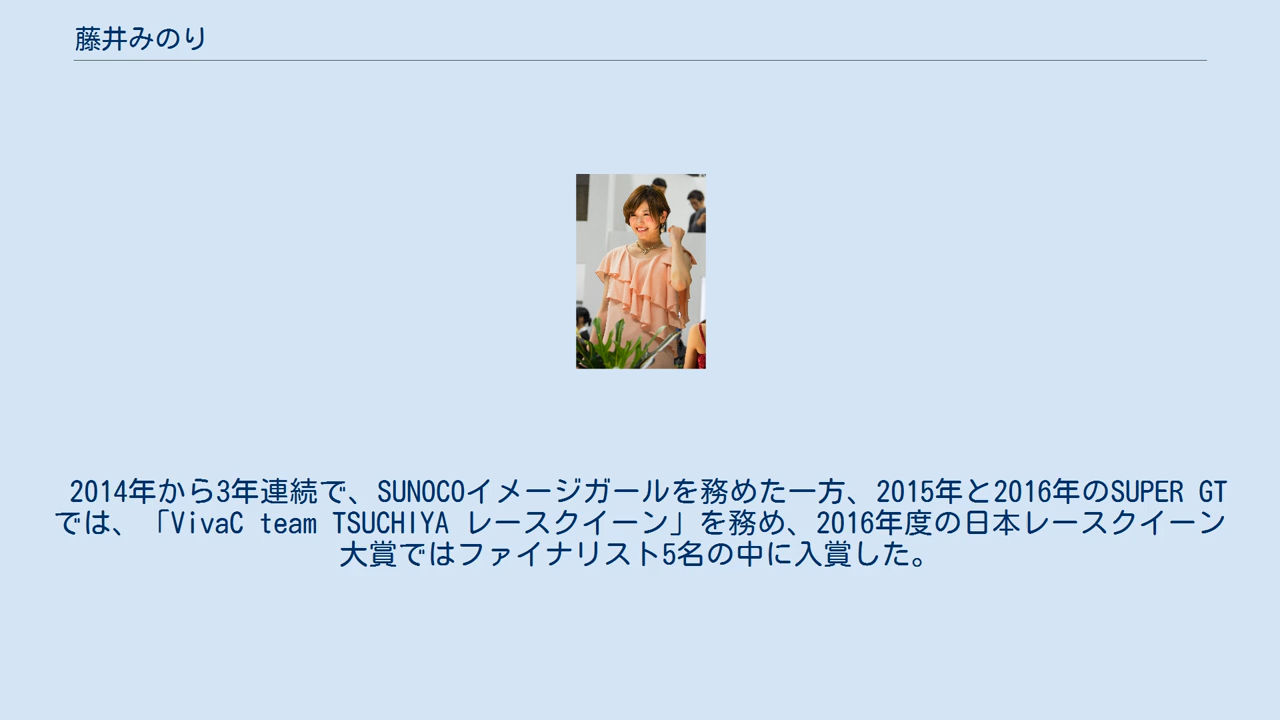 藤井みのり
2014年から3年連続で、SUNOCOイメージガールを務めた一方、2015年と2016年のSUPER GT
では、「VivaC team TSUCHIYA レースクイーン」を務め、2016年度の日本レースクイーン
大賞ではファイナリスト5名の中に入賞した。